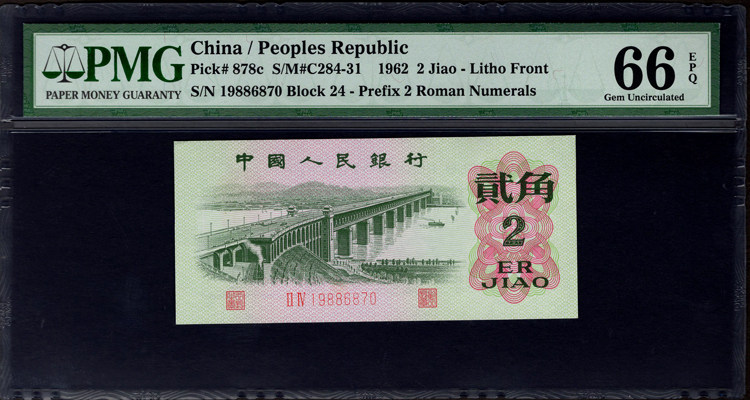 PMG
PAPER MONEY GUARANTY
China / Peoples Republic
Pick# 878c S/M#C284-31 1962 2 Jiao - Litho Front
S/N 19886870 Block 24 - Prefix 2 Roman Numerals
66 EPQ
Gem Uncirculated
中國人民銀行
貳角
2
ER
JIAO
II IV 19886870